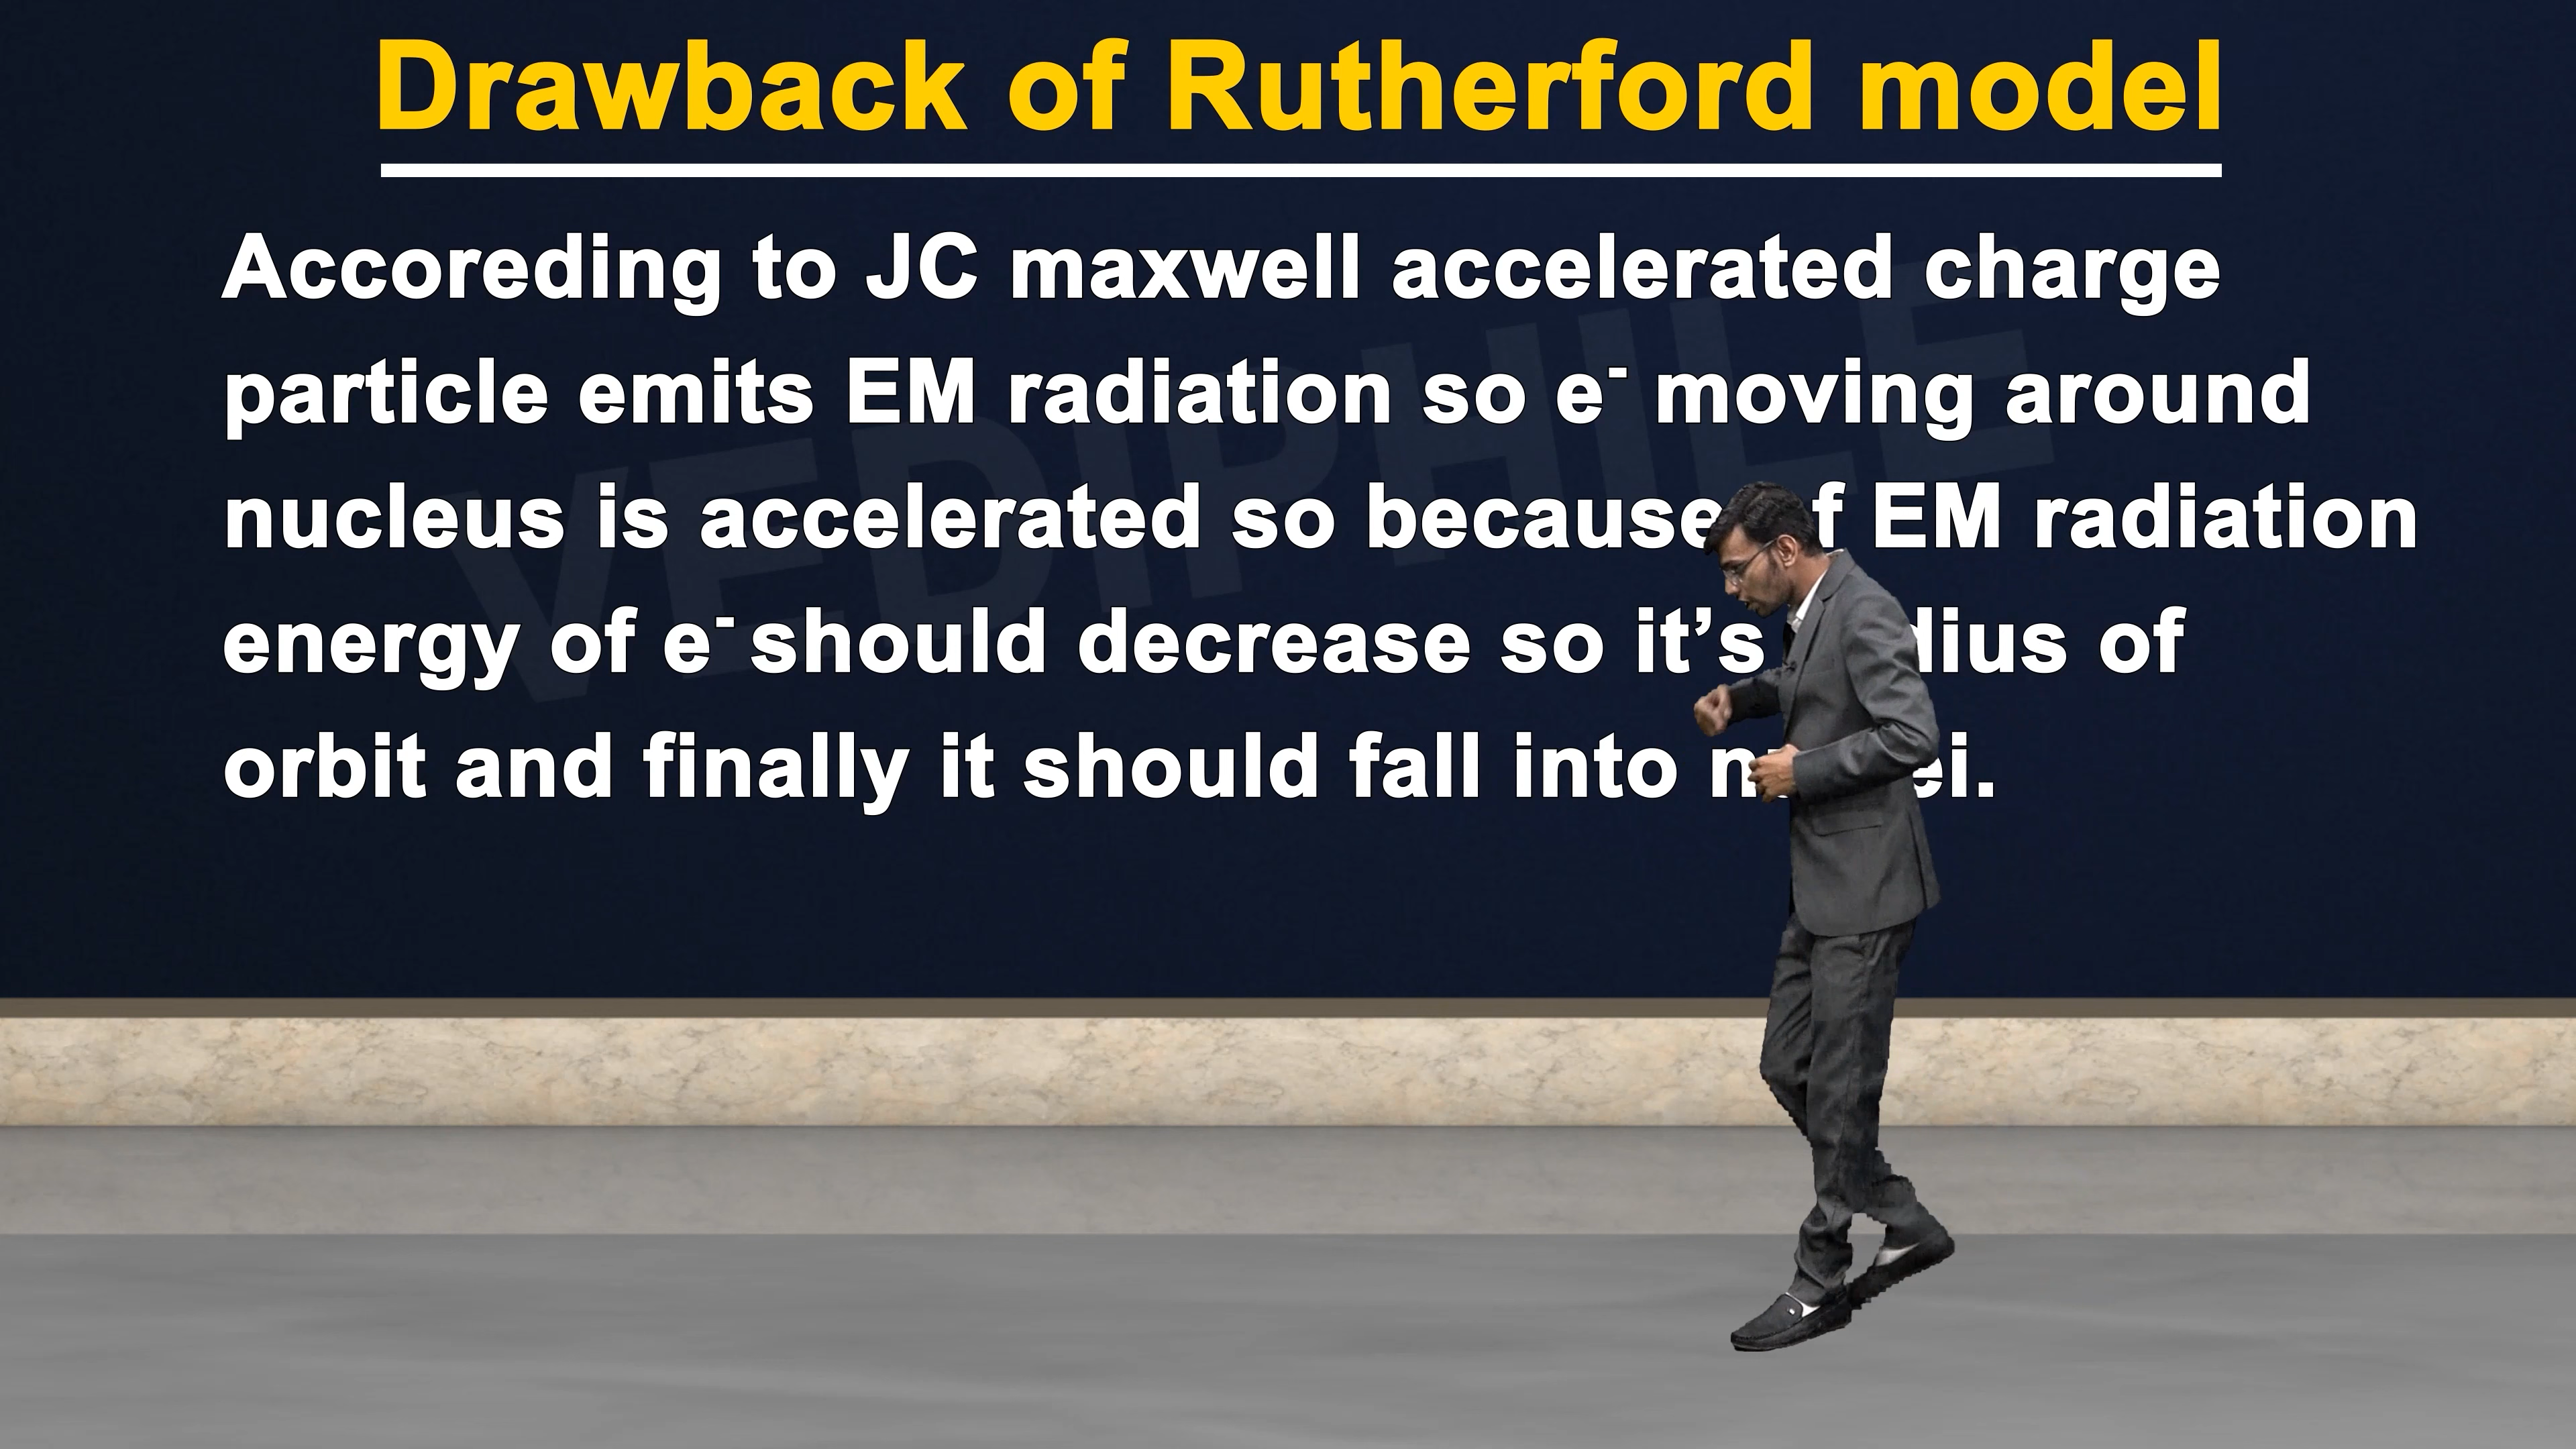 Drawback of Rutherford model
Accoreding to JC maxwell accelerated charge
particle emits EM radiation so e- moving around
nucleus is accelerated so because EM radiation
energy of e- should decrease so it’s of
orbit and finally it should fall into
VEDIPHILE